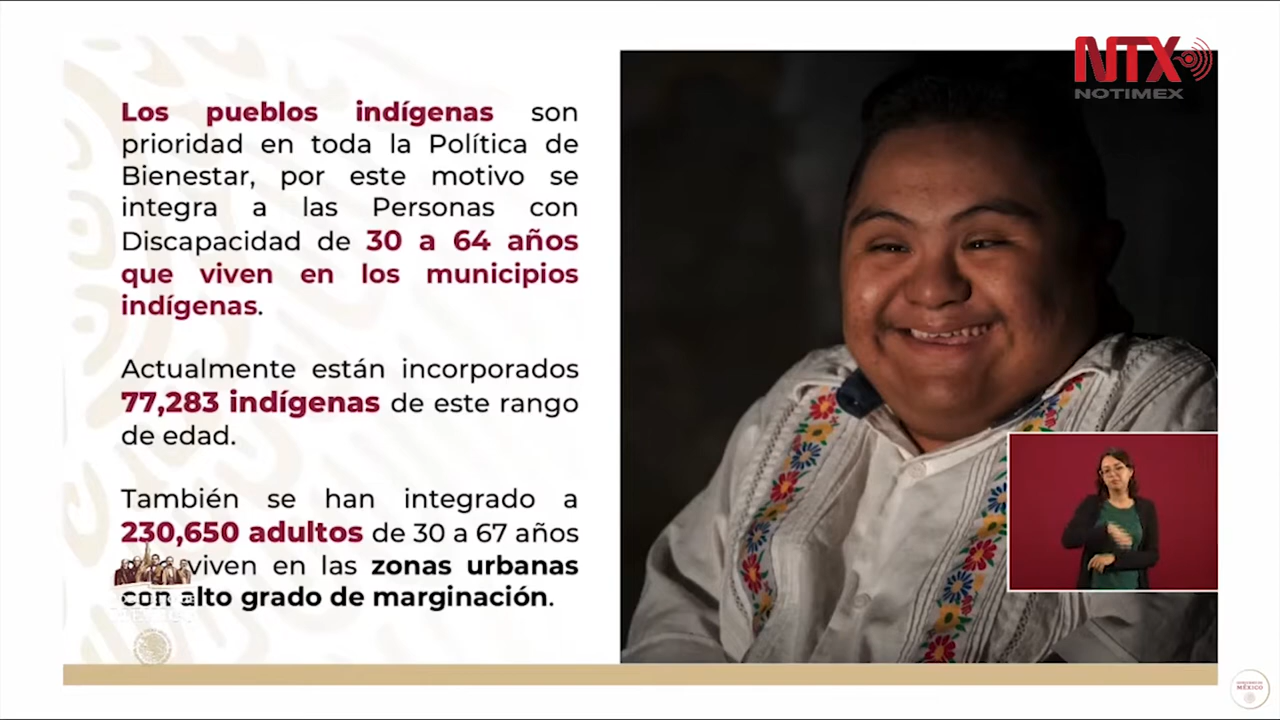 NTX
NOTIMEX
Los pueblos indígenas son
prioridad en toda la Política de
Bienestar, por este motivo se
integra a las Personas con
Discapacidad de 30 a 64 años
que viven en los municipios
indígenas.
Actualmente están incorporados
77,283 indígenas de este rango
de edad.
También se han integrado a
230,650 adultos de 30 a 67 años
viven en las zonas urbanas
con alto grado de marginación.
MÉXICO